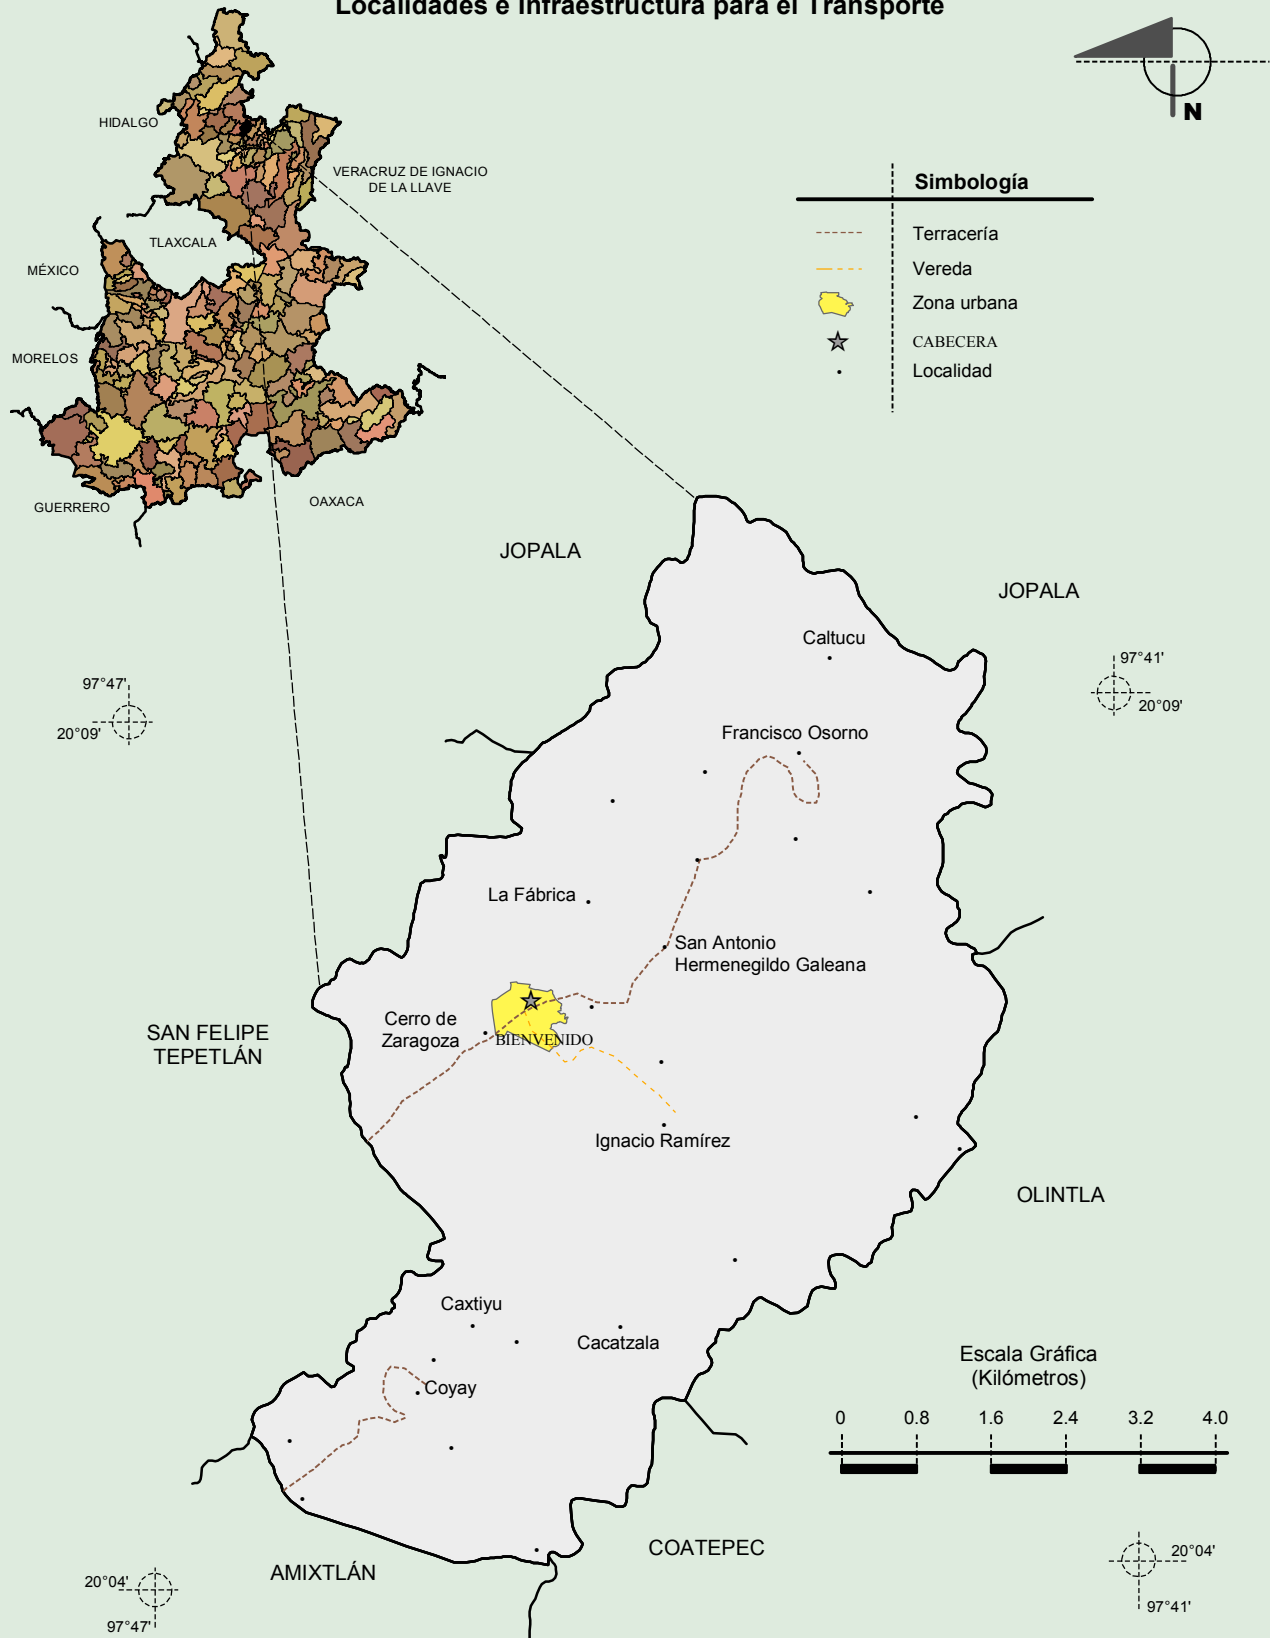 Localidades e Infraestructura para el Transporte
N
HIDALGO
VERACRUZ DE IGNACIO
DE LA LLAVE
TLAXCALA
MÉXICO
MORELOS
GUERRERO
OAXACA
Simbología
Terracería
Vereda
Zona urbana
CABECERA
Localidad
JOPALA
JOPALA
Caltucu
97°47'
20°09'
97°41'
20°09'
Francisco Osorno
La Fábrica
San Antonio
Hermenegildo Galeana
SAN FELIPE
TEPETLÁN
Cerro de
Zaragoza
BIENVENIDO
Ignacio Ramírez
OLINTLA
Caxtiyu
Cacatzala
Coyay
Escala Gráfica
(Kilómetros)
0 0.8 1.6 2.4 3.2 4.0
AMIXTLÁN
COATEPEC
20°04'
97°47'
20°04'
97°41'